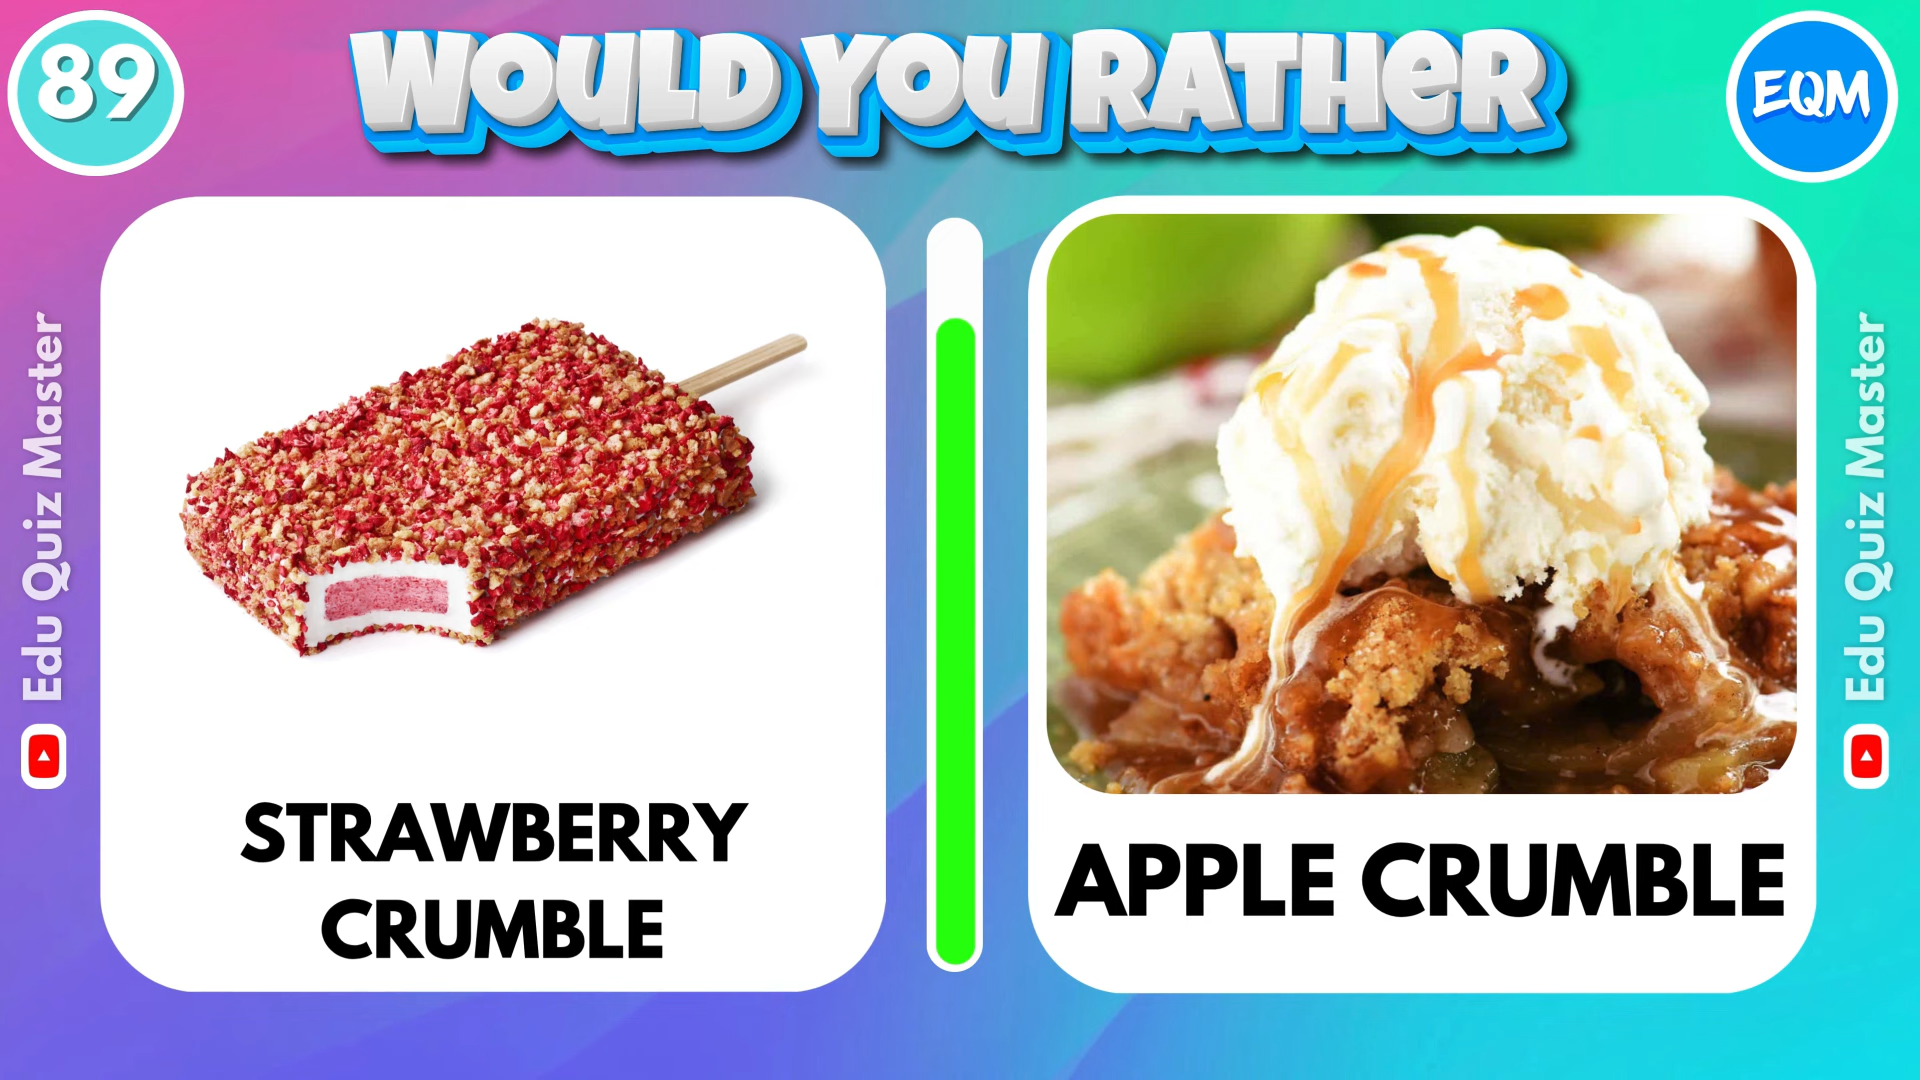 89
WOULD YOU RATHER
EQM
Edu Quiz Master
Edu Quiz Master
STRAWBERRY
CRUMBLE
APPLE CRUMBLE